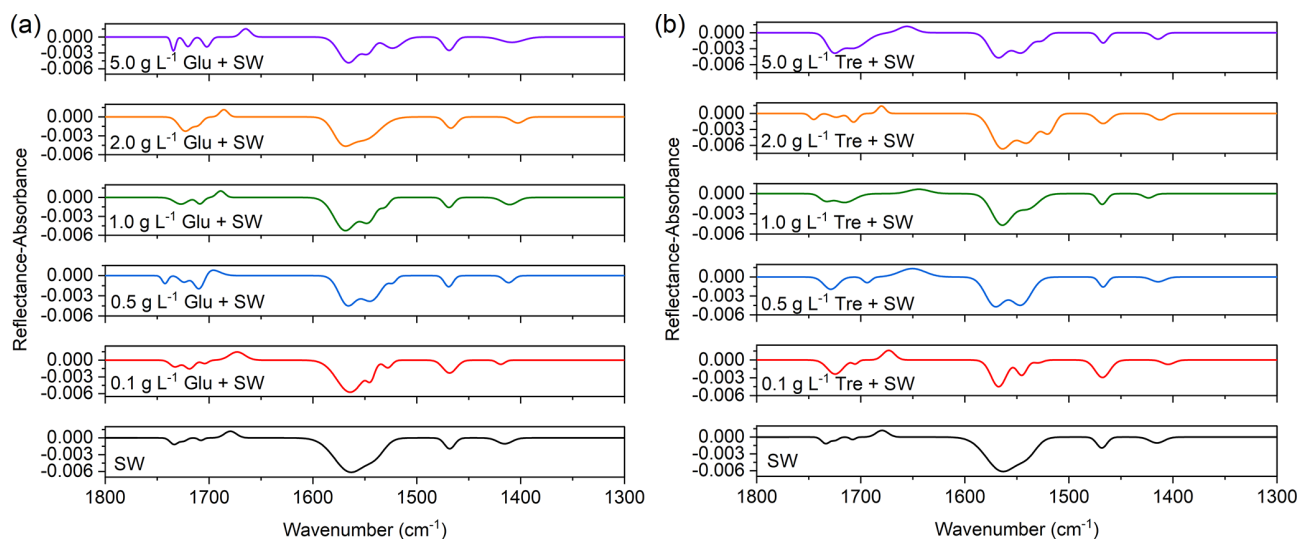 (a)
Reflectance-Absorbance
0.000
-0.003
-0.006
5.0 g L⁻¹ Glu + SW
0.000
-0.003
-0.006
2.0 g L⁻¹ Glu + SW
0.000
-0.003
-0.006
1.0 g L⁻¹ Glu + SW
0.000
-0.003
-0.006
0.5 g L⁻¹ Glu + SW
0.000
-0.003
-0.006
0.1 g L⁻¹ Glu + SW
0.000
-0.003
-0.006
SW
1800 1700 1600 1500 1400 1300
Wavenumber (cm⁻¹)
(b)
Reflectance-Absorbance
0.000
-0.003
-0.006
5.0 g L⁻¹ Tre + SW
0.000
-0.003
-0.006
2.0 g L⁻¹ Tre + SW
0.000
-0.003
-0.006
1.0 g L⁻¹ Tre + SW
0.000
-0.003
-0.006
0.5 g L⁻¹ Tre + SW
0.000
-0.003
-0.006
0.1 g L⁻¹ Tre + SW
0.000
-0.003
-0.006
SW
1800 1700 1600 1500 1400 1300
Wavenumber (cm⁻¹)